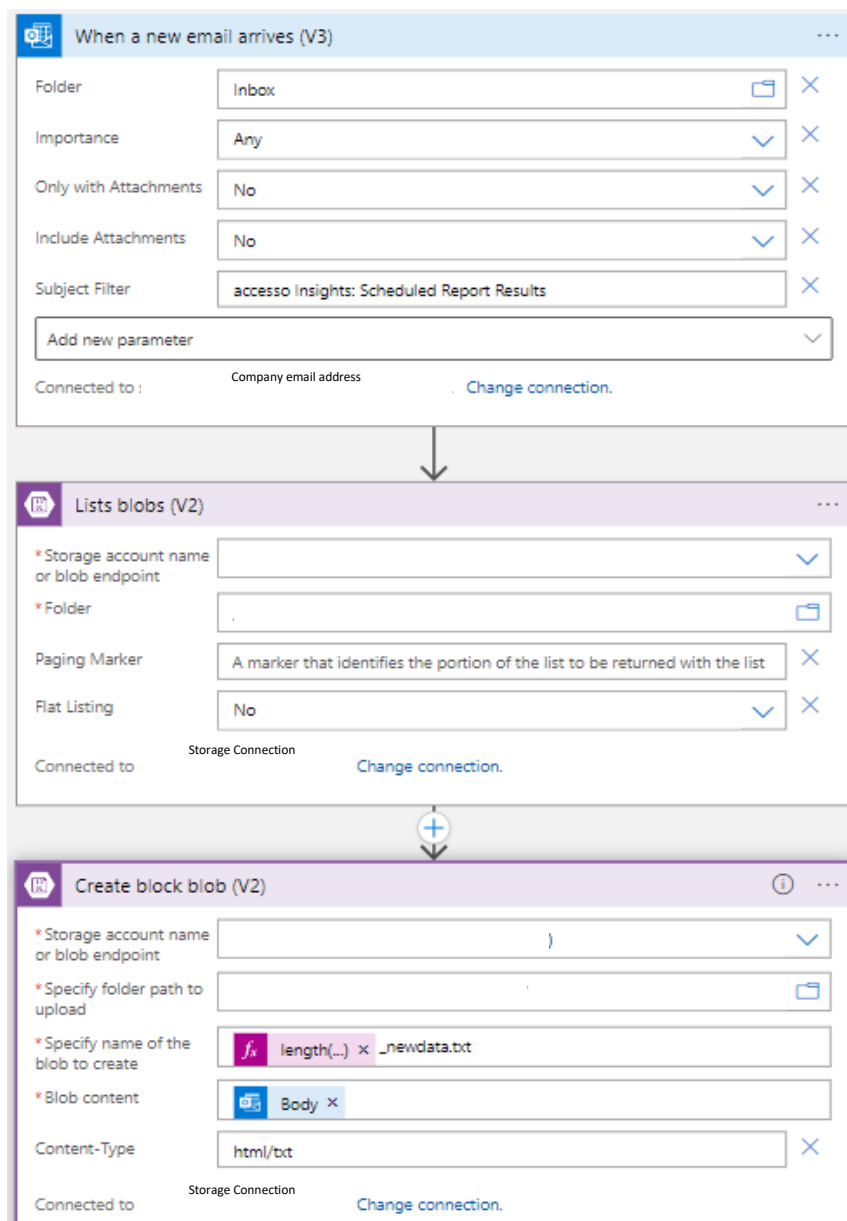 When a new email arrives (V3)
Folder
Inbox
Importance
Any
Only with Attachments
No
Include Attachments
No
Subject Filter
accesso Insights: Scheduled Report Results
Add new parameter
Company email address
Connected to :
Change connection.
Lists blobs (V2)
* Storage account name
or blob endpoint
* Folder
Paging Marker
A marker that identifies the portion of the list to be returned with the list
Flat Listing
No
Storage Connection
Connected to
Change connection.
Create block blob (V2)
* Storage account name
or blob endpoint
)
* Specify folder path to
upload
* Specify name of the
blob to create
fx length(...) × _newdata.txt
* Blob content
Body ×
Content-Type
html/txt
Storage Connection
Connected to
Change connection.